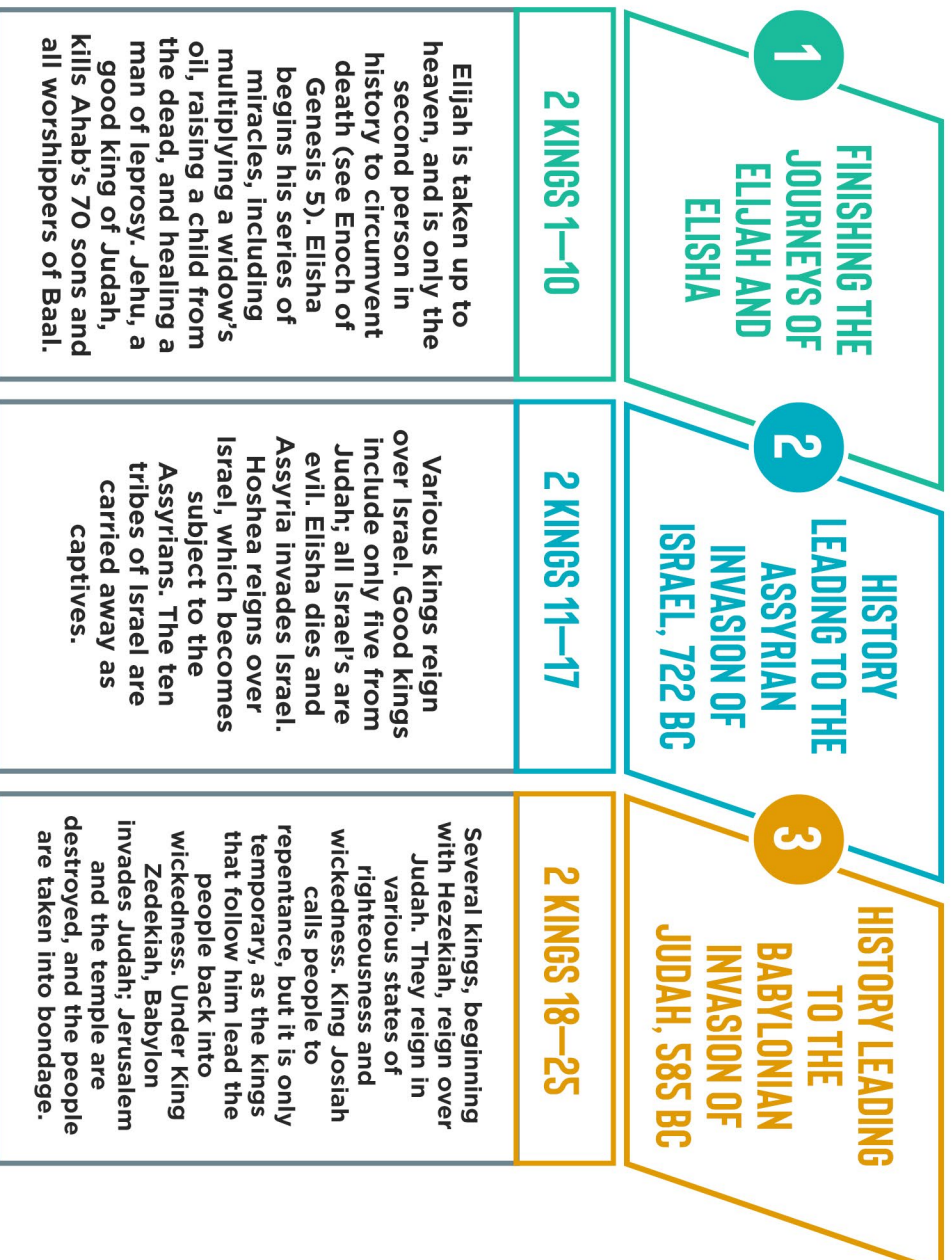 1
FINISHING THE
JOURNEYS OF
ELIJAH AND
ELISHA
2 KINGS 1—10
Elijah is taken up to
heaven, and is only the
second person in
history to circumvent
death (see Enoch of
Genesis 5). Elisha
begins his series of
miracles, including
multiplying a widow's
oil, raising a child from
the dead, and healing a
man of leprosy. Jehu, a
good king of Judah,
kills Ahab's 70 sons and
all worshippers of Baal.
2
HISTORY
LEADING TO THE
ASSYRIAN
INVASION OF
ISRAEL, 722 BC
2 KINGS 11—17
Various kings reign
over Israel. Good kings
include only five from
Judah; all Israel's are
evil. Elisha dies and
Assyria invades Israel.
Hoshea reigns over
Israel, which becomes
subject to the
Assyrians. The ten
tribes of Israel are
carried away as
captives.
3
HISTORY LEADING
TO THE
BABYLONIAN
INVASION OF
JUDAH, 585 BC
2 KINGS 18—25
Several kings, beginning
with Hezekiah, reign over
Judah. They reign in
various states of
righteousness and
wickedness. King Josiah
calls people to
repentance, but it is only
temporary, as the kings
that follow him lead the
people back into
wickedness. Under King
Zedekiah, Babylon
invades Judah; Jerusalem
and the temple are
destroyed, and the people
are taken into bondage.